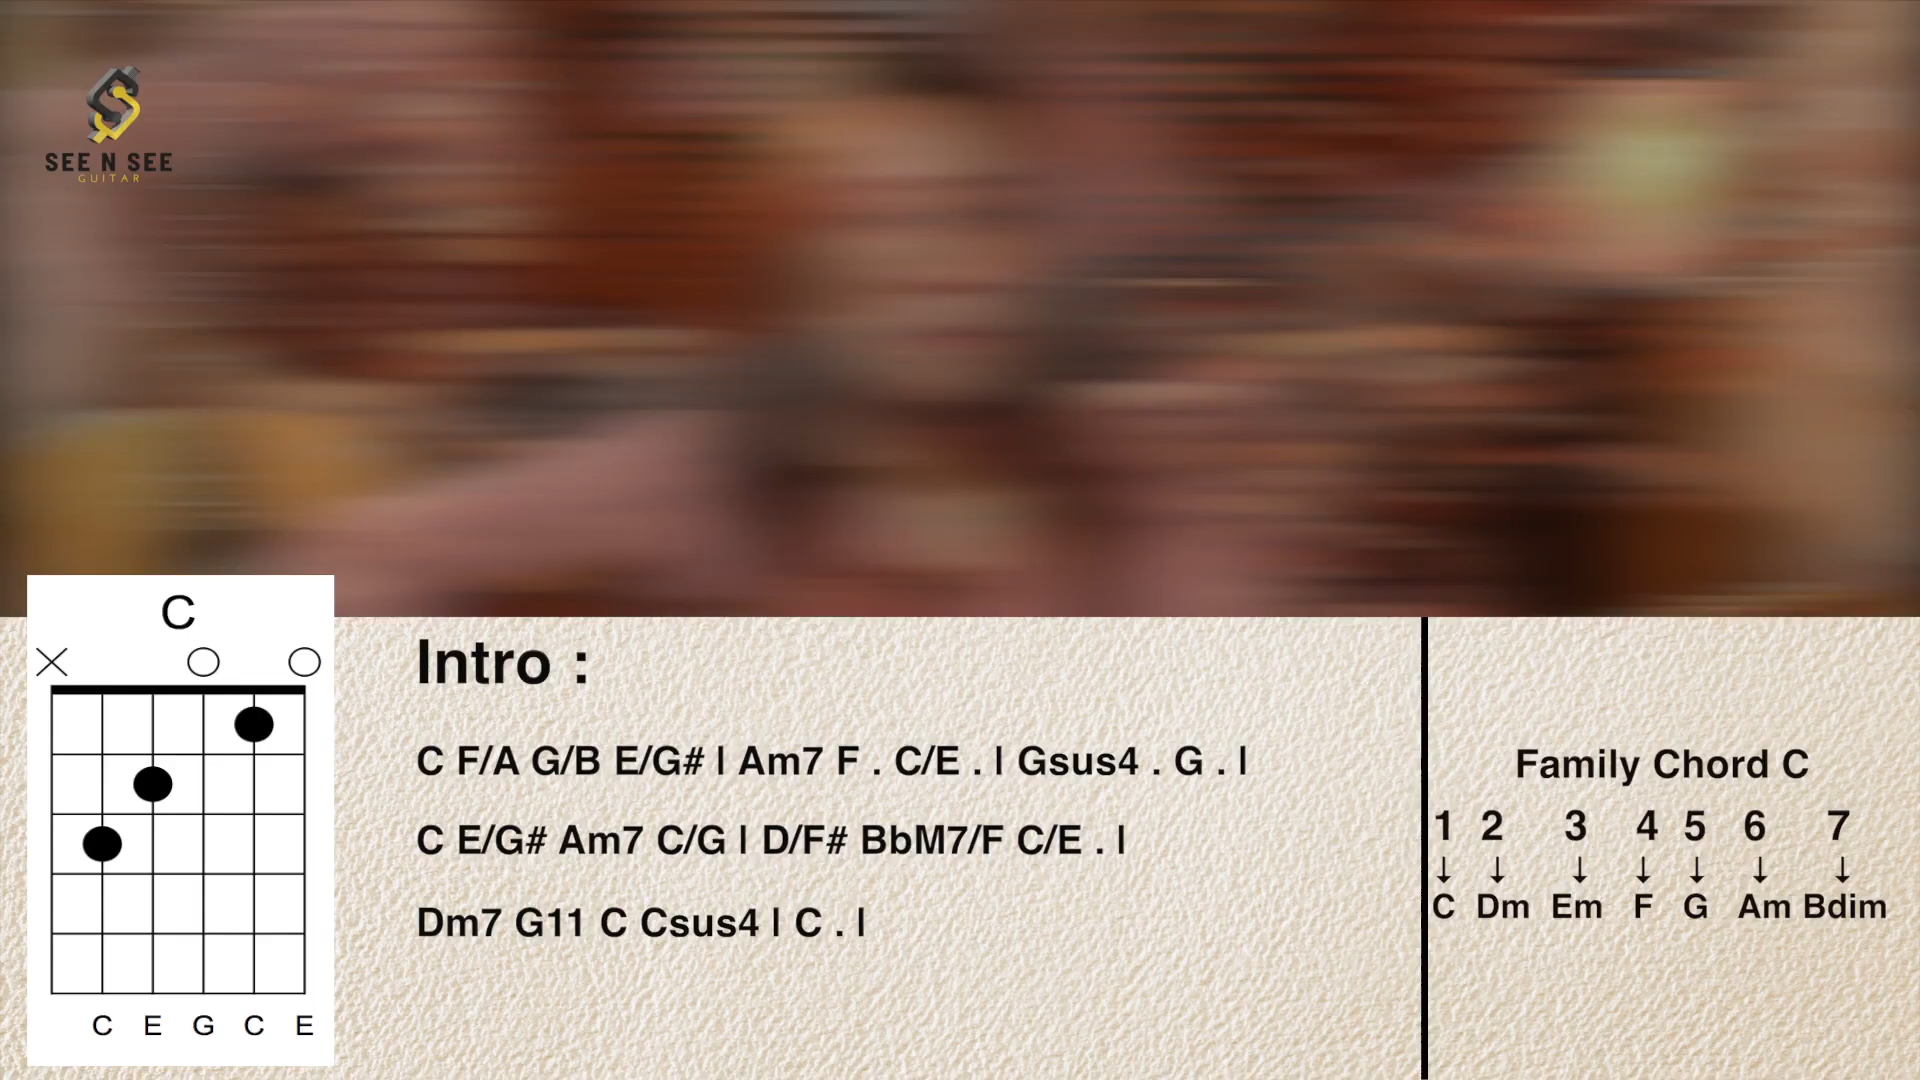 SEE N SEE
GUITAR
C
Intro :
C F/A G/B E/G# | Am7 F . C/E . | Gsus4 . G . |
C E/G# Am7 C/G | D/F# BbM7/F C/E . |
Dm7 G11 C Csus4 | C . |
C E G C E
Family Chord C
1 2 3 4 5 6 7
↓ ↓ ↓ ↓ ↓ ↓ ↓
C Dm Em F G Am Bdim